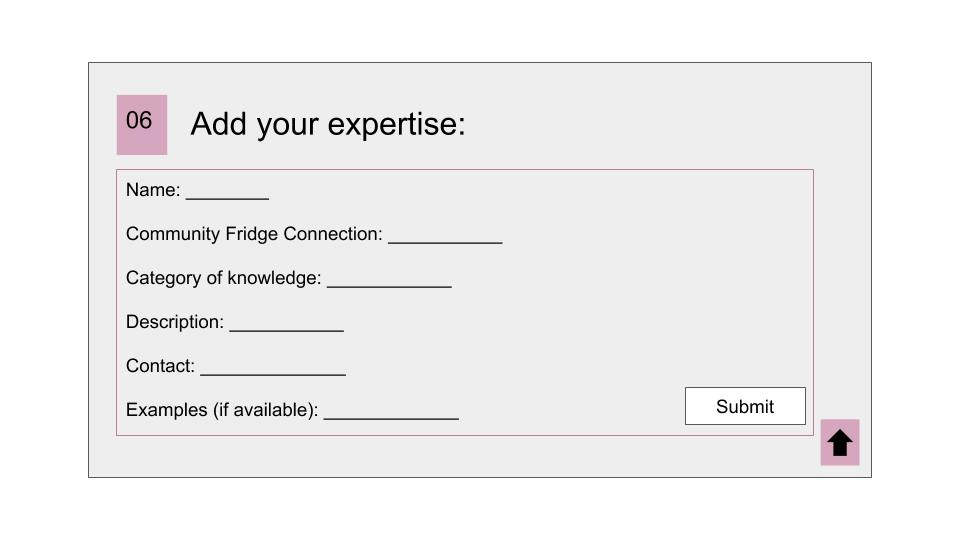 06
Add your expertise:
Name: ________
Community Fridge Connection: ___________
Category of knowledge: ____________
Description: ___________
Contact: ______________
Examples (if available): _____________
Submit